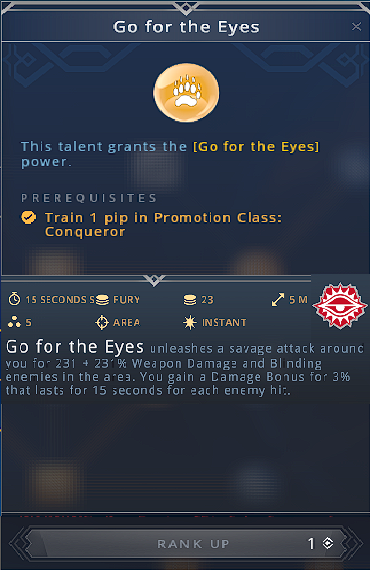 Go for the Eyes
This talent grants the [Go for the Eyes]
power.
PREREQUISITES
Train 1 pip in Promotion Class:
Conqueror
15 SECONDS FURY 23 5 M
5 AREA INSTANT
Go for the Eyes unleashes a savage attack around
you for 231 + 231% Weapon Damage and Blinding
enemies in the area. You gain a Damage Bonus for 3%
that lasts for 15 seconds for each enemy hit.
RANK UP 1